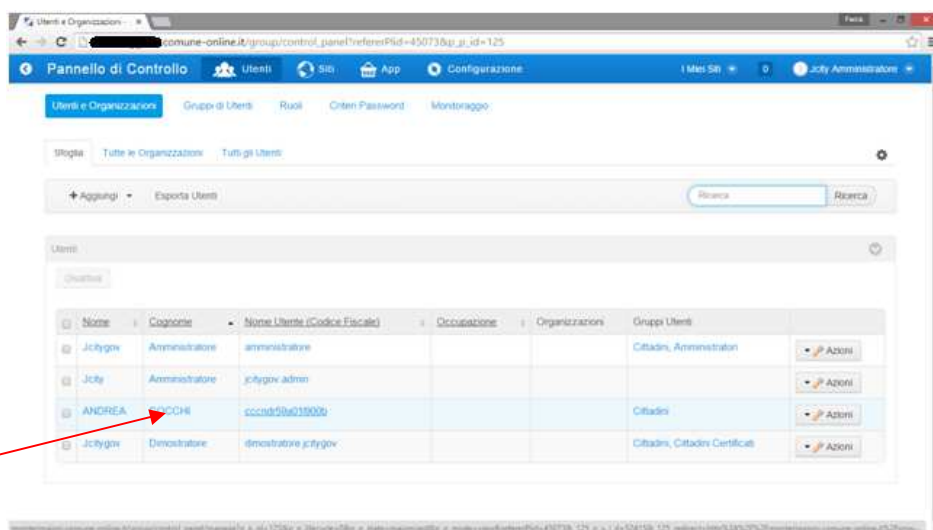 Utenti e Organizzazioni -
.comune-online.it/group/control_panel?refererPlid=45073&p_p_id=125
Pannello di Controllo Utenti Siti App Configurazione I Miei Siti 0 Jcity Amministratore
Utenti e Organizzazioni Gruppi di Utenti Ruoli Criteri Password Monitoraggio
Sfoglia Tutte le Organizzazioni Tutti gli Utenti
+ Aggiungi Esporta Utenti Ricerca Ricerca
Utenti
Disattiva
Nome Cognome Nome Utente (Codice Fiscale) Occupazione Organizzazioni Gruppi Utenti
Jcitygov Amministratore amministratore Cittadini, Amministratori Azioni
Jcity Amministratore jcitygov.admin Azioni
ANDREA Cittadini Azioni
Jcitygov Dimostratore dimostratore.jcitygov Cittadini, Cittadini Certificati Azioni